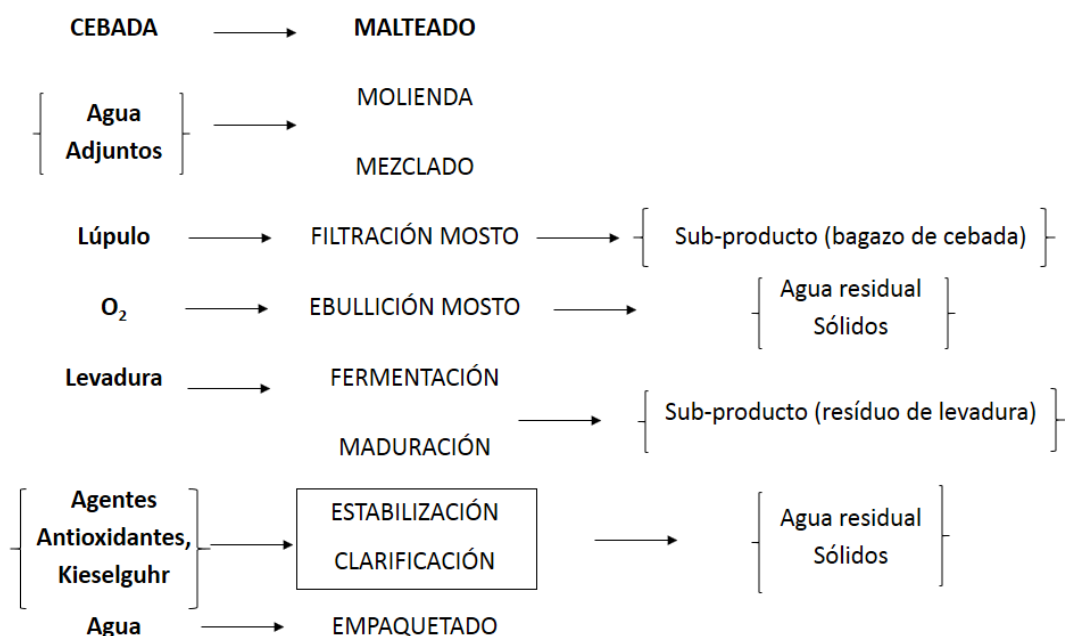 CEBADA
MALTEADO
Agua
Adjuntos
MOLIENDA
MEZCLADO
Lúpulo
FILTRACIÓN MOSTO
Sub-producto (bagazo de cebada)
O₂
EBULLICIÓN MOSTO
Agua residual
Sólidos
Levadura
FERMENTACIÓN
MADURACIÓN
Sub-producto (resíduo de levadura)
Agentes
Antioxidantes,
Kieselguhr
ESTABILIZACIÓN
CLARIFICACIÓN
Agua residual
Sólidos
Agua
EMPAQUETADO